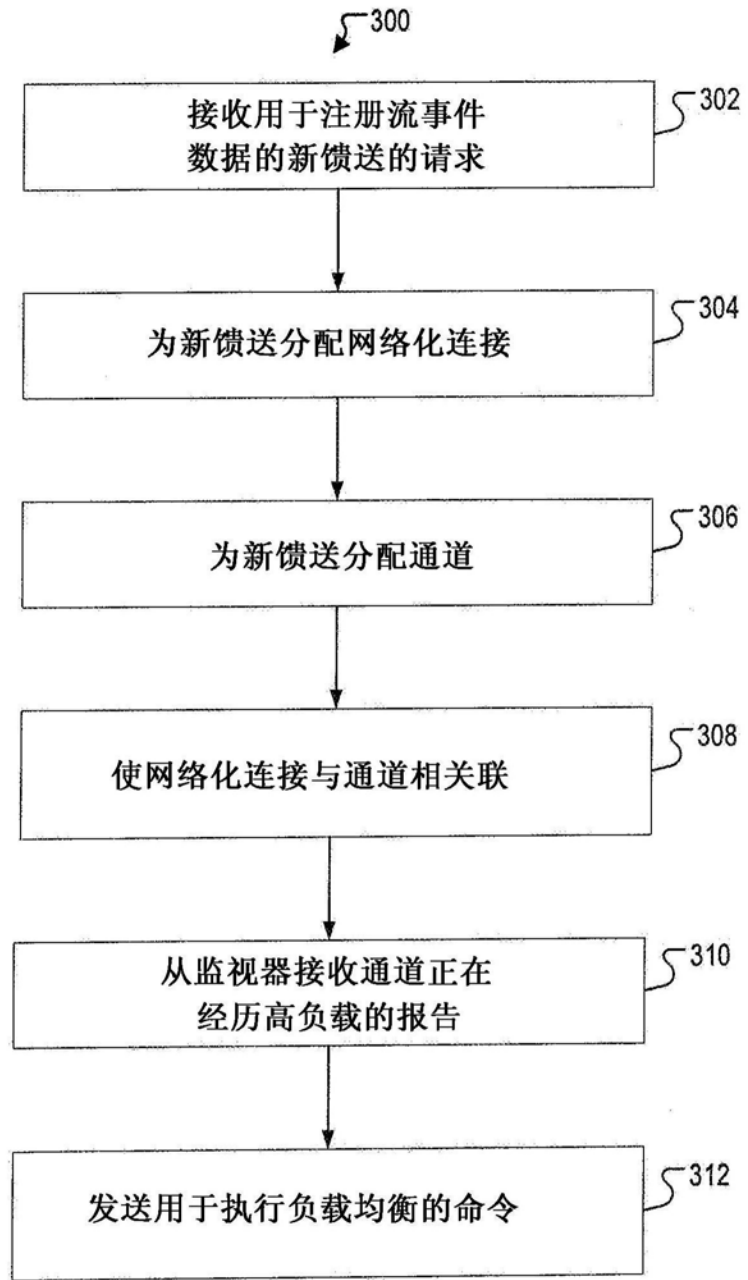 300
接收用于注册流事件
数据的新馈送的请求
302
为新馈送分配网络化连接
304
为新馈送分配通道
306
使网络化连接与通道相关联
308
从监视器接收通道正在
经历高负载的报告
310
发送用于执行负载均衡的命令
312